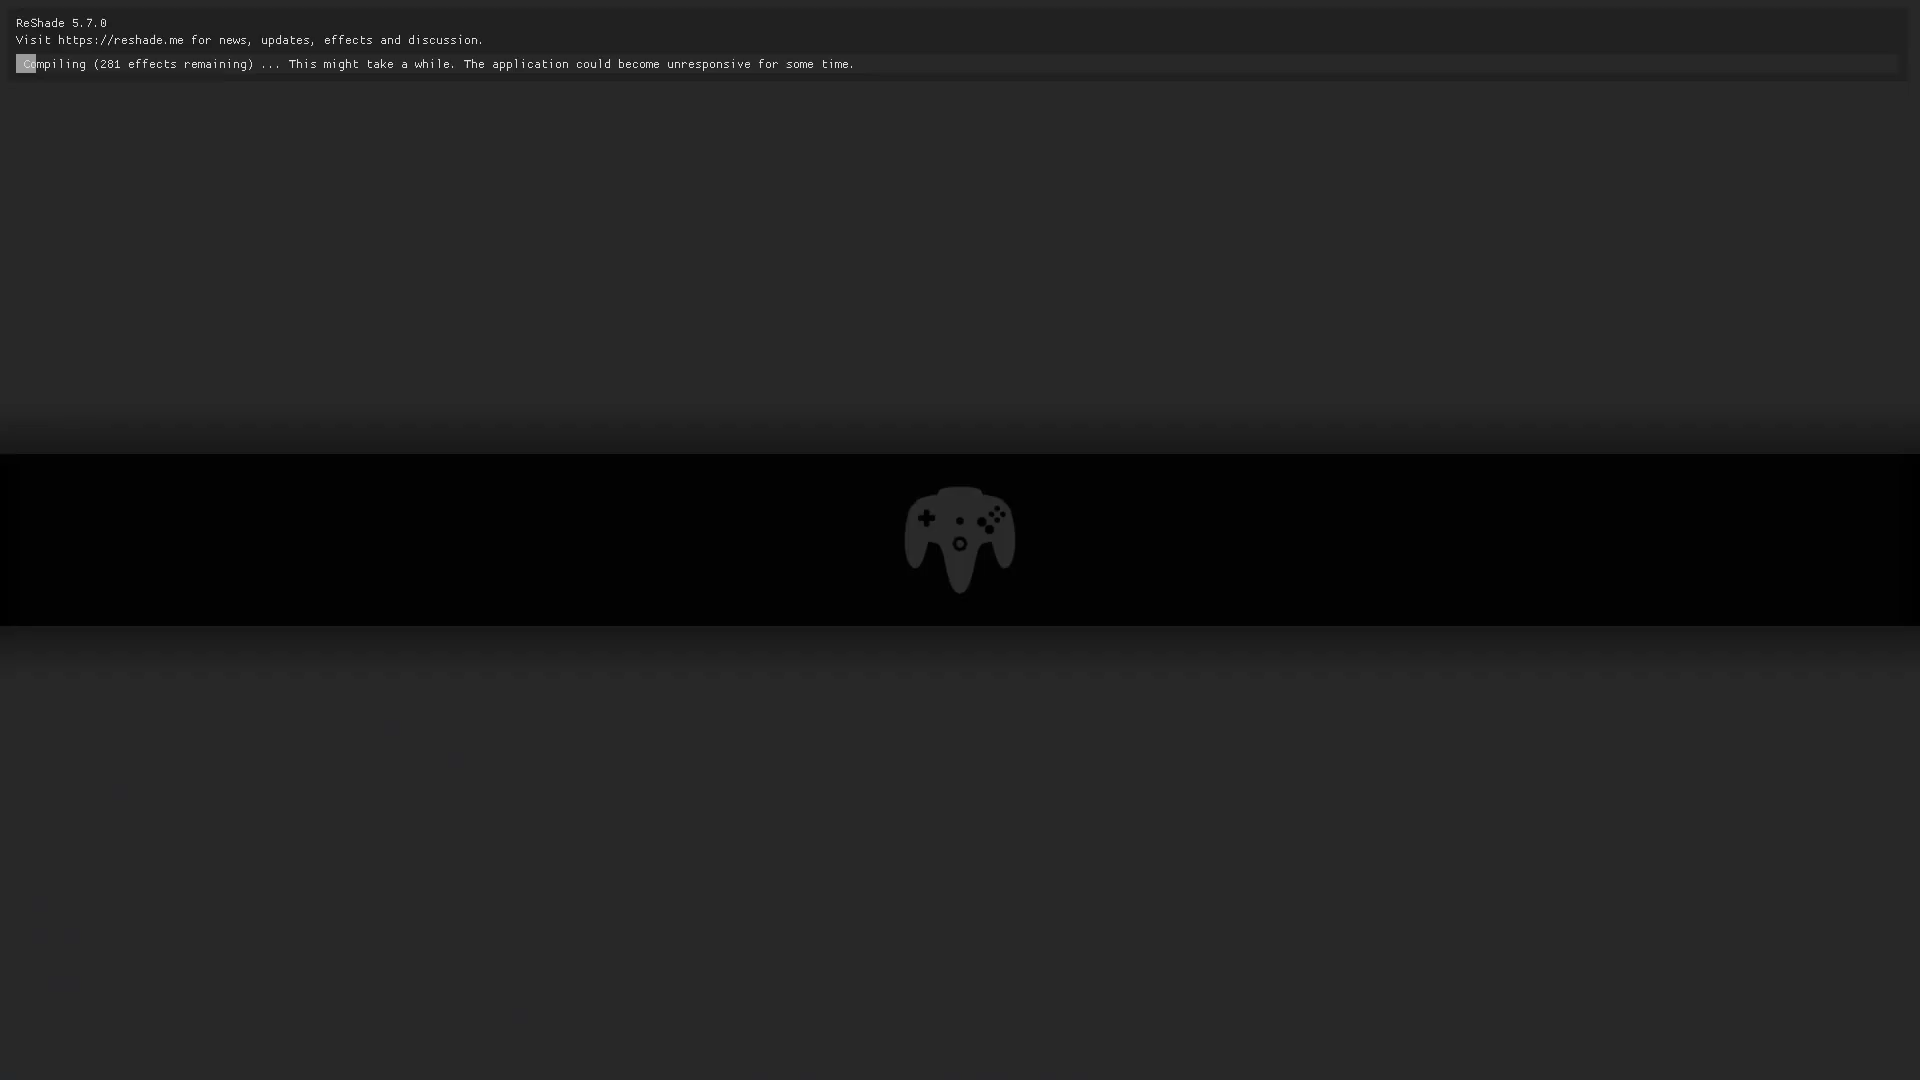 ReShade 5.7.0
Visit https://reshade.me for news, updates, effects and discussion.
Compiling (281 effects remaining) ... This might take a while. The application could become unresponsive for some time.